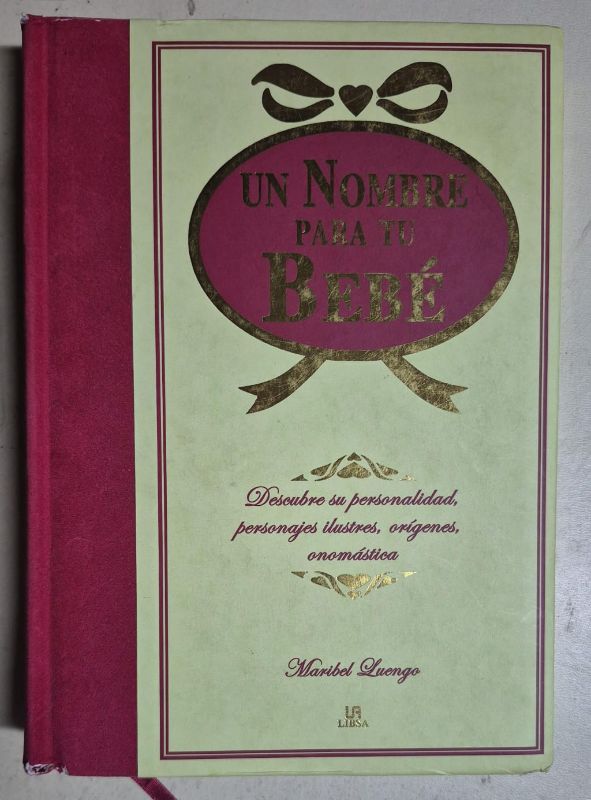 UN NOMBRE
PARA TU
BEBÉ
Descubre su personalidad,
personajes ilustres, orígenes,
onomástica
Maribel Luengo
LIBSA